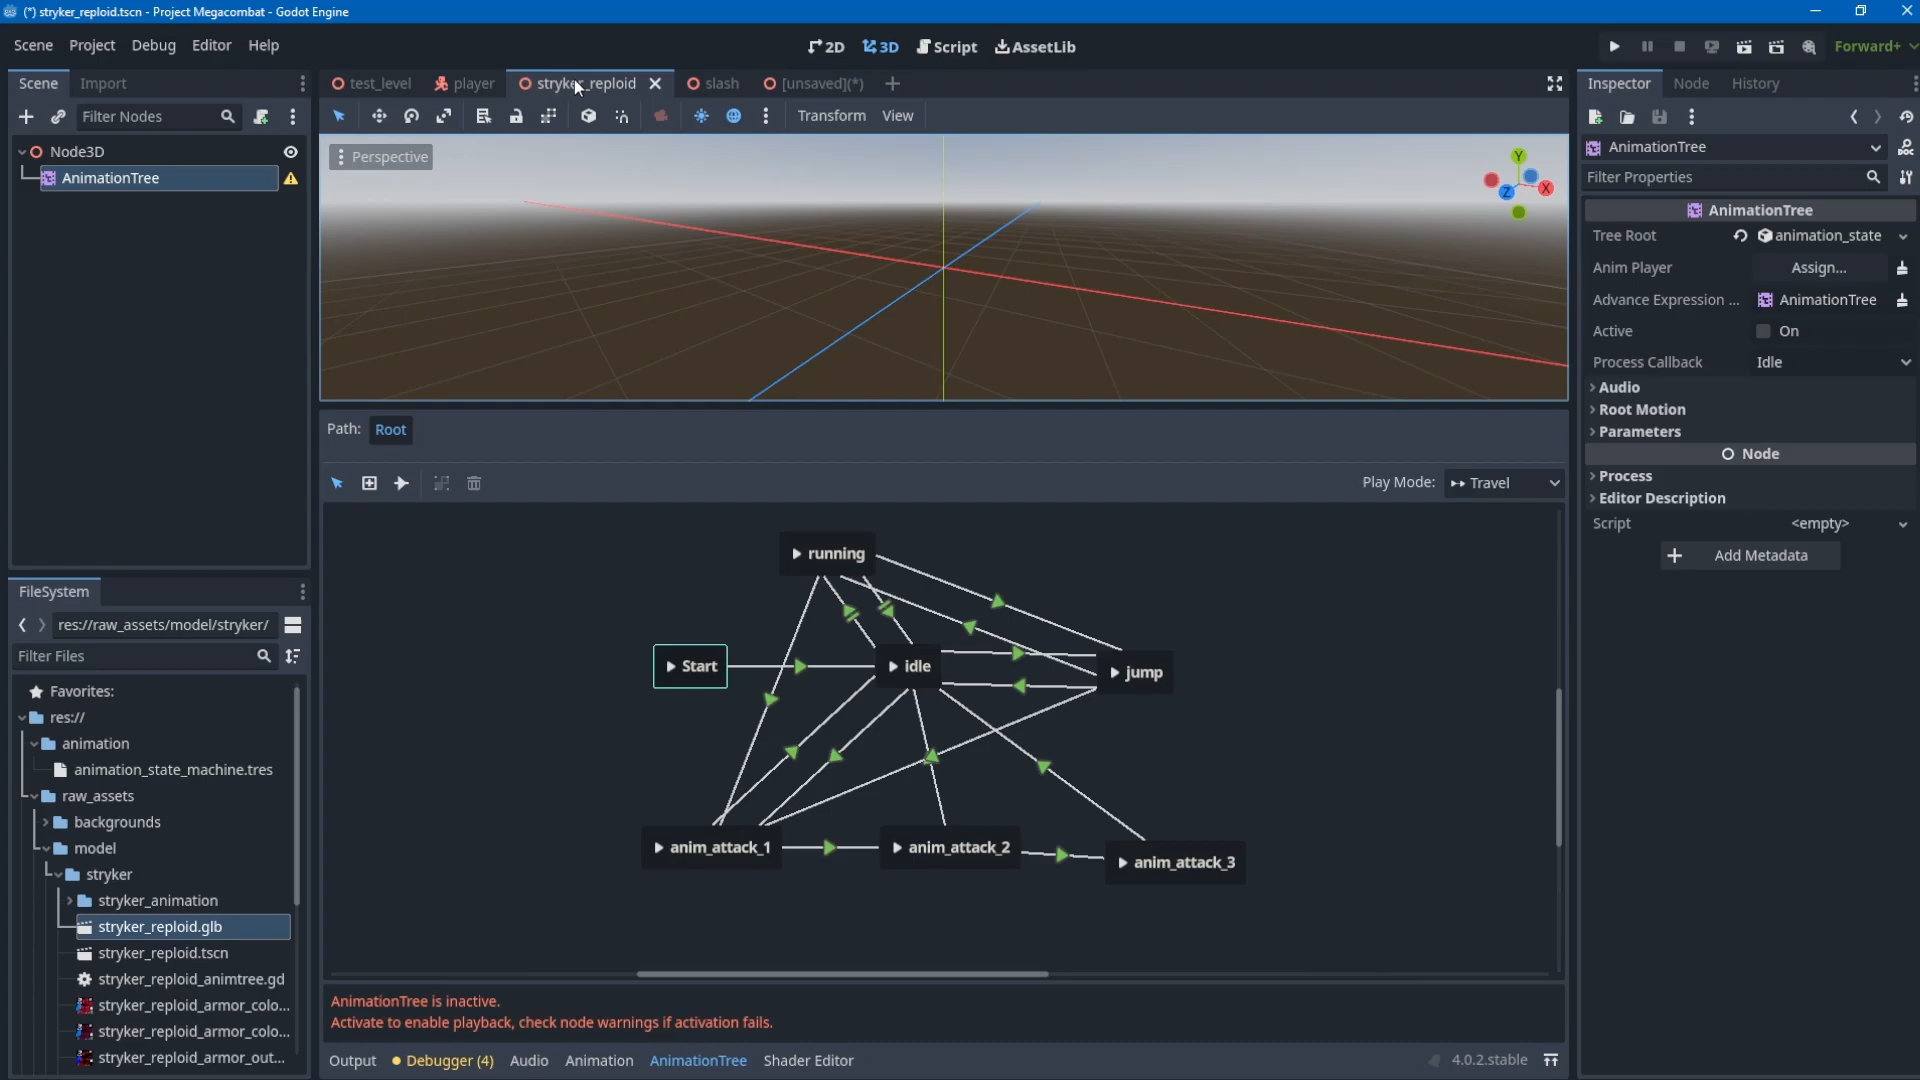 (*) stryker_reploid.tscn - Project Megacombat - Godot Engine
Scene Project Debug Editor Help
2D 3D Script AssetLib
Forward+
Scene Import
test_level player stryker_reploid slash [unsaved](*)
Inspector Node History
Filter Nodes
Transform View
Node3D
AnimationTree
Perspective
Y
X
Z
AnimationTree
Filter Properties
AnimationTree
Tree Root animation_state
Anim Player Assign...
Advance Expression ... AnimationTree
Active On
Process Callback Idle
Audio
Root Motion
Parameters
Node
Process
Editor Description
Script <empty>
Add Metadata
Path: Root
Play Mode: Travel
running
Start
idle
jump
anim_attack_1
anim_attack_2
anim_attack_3
FileSystem
res://raw_assets/model/stryker/
Filter Files
Favorites:
res://
animation
animation_state_machine.tres
raw_assets
backgrounds
model
stryker
stryker_animation
stryker_reploid.glb
stryker_reploid.tscn
stryker_reploid_animtree.gd
stryker_reploid_armor_colo...
stryker_reploid_armor_colo...
stryker_reploid_armor_out...
AnimationTree is inactive.
Activate to enable playback, check node warnings if activation fails.
Output Debugger (4) Audio Animation AnimationTree Shader Editor
4.0.2.stable